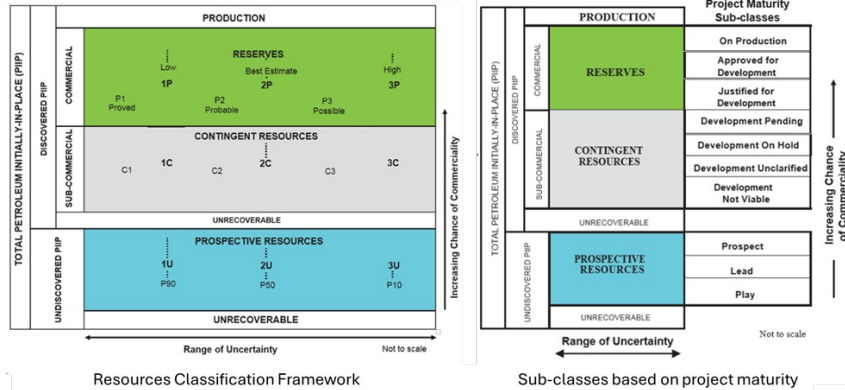 PRODUCTION
TOTAL PETROLEUM INITIALLY-IN-PLACE (PIIP)
DISCOVERED PIIP
COMMERCIAL
RESERVES
Low
Best Estimate
High
1P
2P
3P
P1
Proved
P2
Probable
P3
Possible
SUB-COMMERCIAL
CONTINGENT RESOURCES
C1
1C
C2
2C
C3
3C
UNRECOVERABLE
UNDISCOVERED PIIP
PROSPECTIVE RESOURCES
1U
2U
3U
P90
P50
P10
UNRECOVERABLE
Increasing Chance of Commerciality
Range of Uncertainty
Not to scale
Resources Classification Framework
Project Maturity
Sub-classes
PRODUCTION
TOTAL PETROLEUM INITIALLY-IN-PLACE (PIIP)
DISCOVERED PIIP
COMMERCIAL
RESERVES
On Production
Approved for
Development
Justified for
Development
SUB-COMMERCIAL
CONTINGENT
RESOURCES
Development Pending
Development On Hold
Development Unclarified
Development
Not Viable
UNRECOVERABLE
UNDISCOVERED PIIP
PROSPECTIVE
RESOURCES
Prospect
Lead
Play
UNRECOVERABLE
Increasing Chance
of Commerciality
Range of Uncertainty
Not to scale
Sub-classes based on project maturity